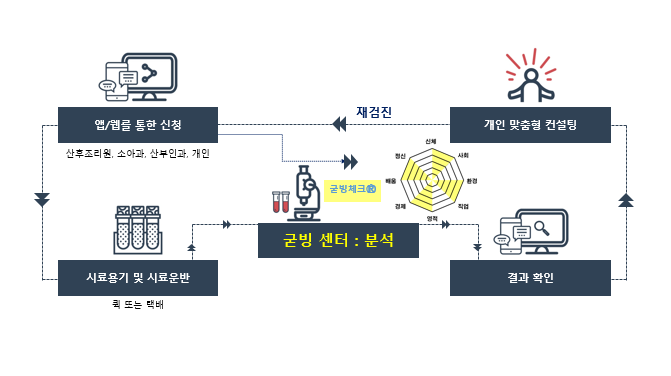 재검진
앱/웹를 통한 신청
개인 맞춤형 컨설팅
산후조리원, 소아과, 산부인과, 개인
신체
정신
사회
굳빙체크®
배움
환경
경제
직업
영적
굳빙 센터 : 분석
시료용기 및 시료운반
결과 확인
퀵 또는 택배